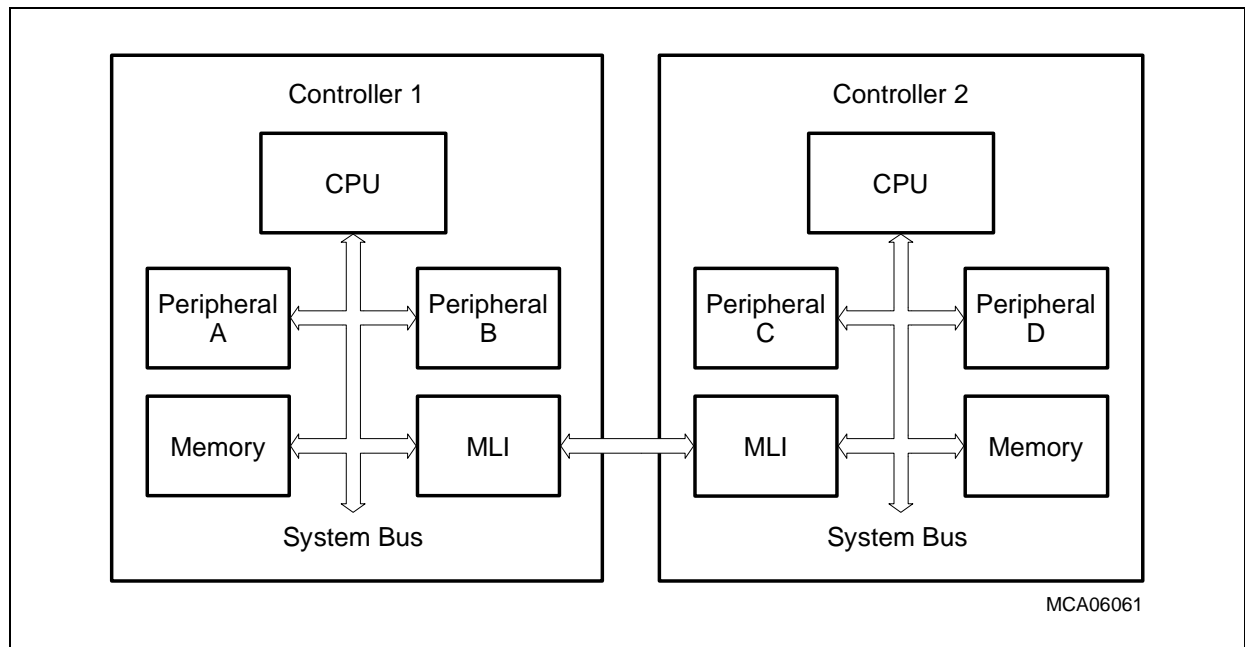 Controller 1
CPU
Peripheral
A
Peripheral
B
Memory
MLI
System Bus
Controller 2
CPU
Peripheral
C
Peripheral
D
MLI
Memory
System Bus
MCA06061